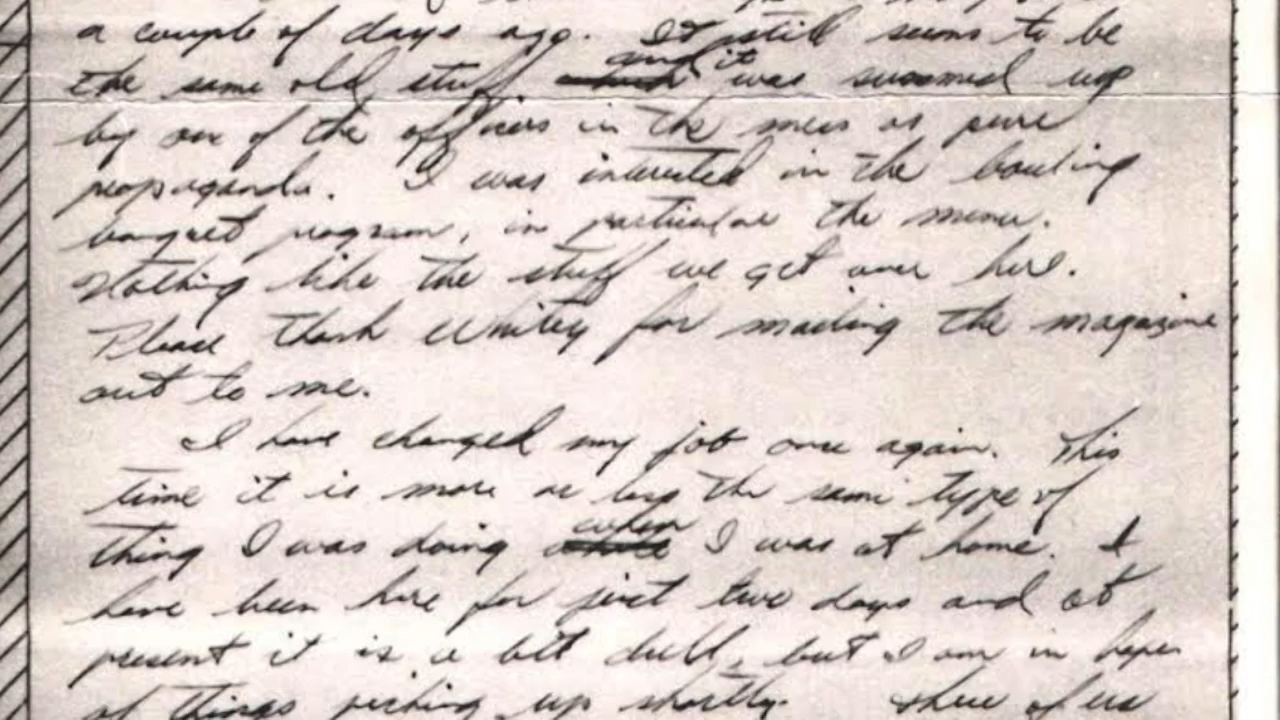 a couple of days ago. It still seems to be
and it
the same old stuff, was summed up
by one of the officers in the mess as pure
propaganda. I was interested in the bowling
banquet program, in particular the menu.
Nothing like the stuff we get over here.
Please thank Whitey for mailing the magazine
out to me.
I have changed my job once again. This
time it is more or less the same type of
when
thing I was doing while I was at home. I
have been here for just two days and at
present it is a bit dull, but I am in hopes
of things picking up shortly. Three of us